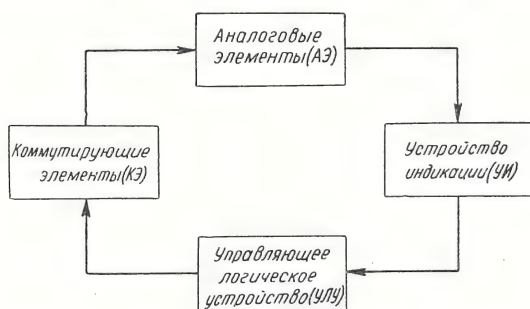 Аналоговые
элементы(АЭ)
Коммутирующие
элементы(КЭ)
Устройство
индикации(УИ)
Управляющее
логическое
устройство(УЛУ)